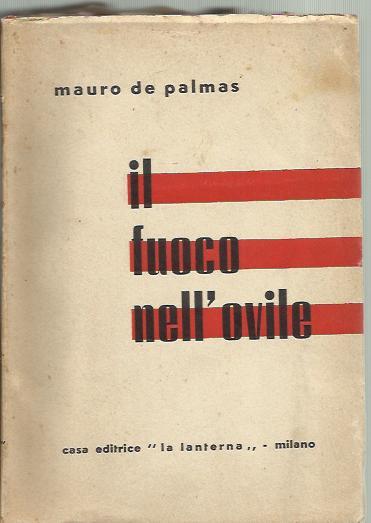 mauro de palmas
il
fuoco
nell'ovile
casa editrice "la lanterna„ - milano